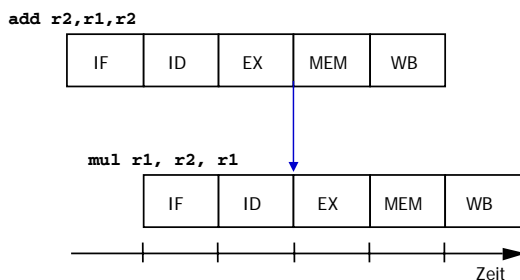 add r2,r1,r2
IF ID EX MEM WB
mul r1, r2, r1
IF ID EX MEM WB
Zeit